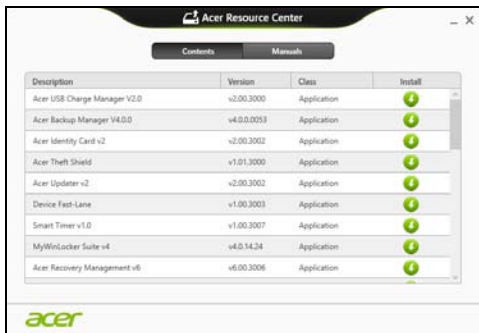 Acer Resource Center
Contents Manuals
Description Version Class Install
Acer USB Charge Manager V2.0 v2.00.3000 Application
Acer Backup Manager V4.0.0 v4.0.0.0053 Application
Acer Identity Card v2 v2.00.3002 Application
Acer Theft Shield v1.01.3000 Application
Acer Updater v2 v2.00.3002 Application
Device Fast-Lane v1.00.3003 Application
Smart Timer v1.0 v1.00.3007 Application
MyWinLocker Suite v4 v4.0.14.24 Application
Acer Recovery Management v6 v6.00.3006 Application
acer